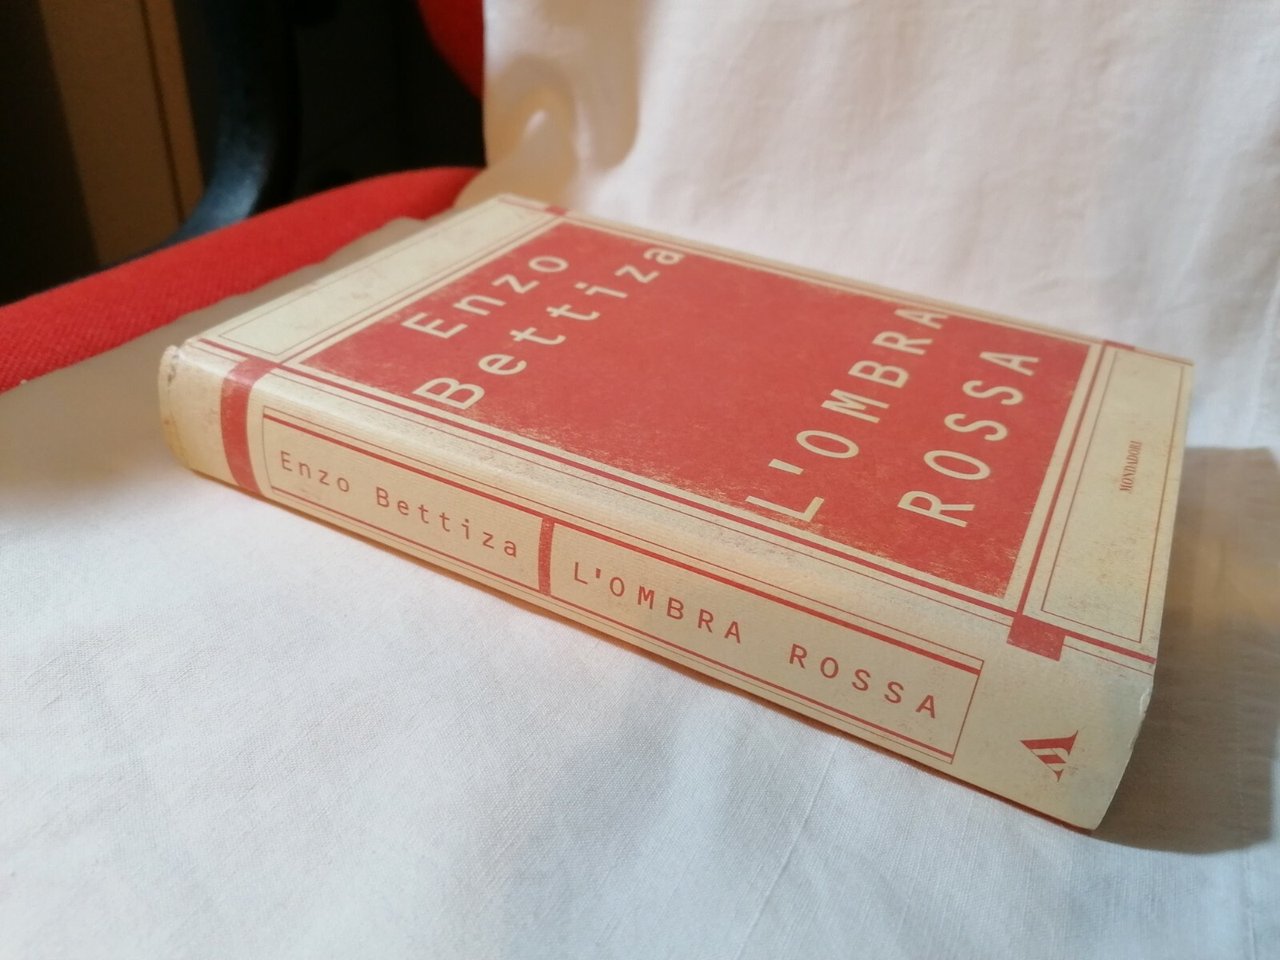 Enzo
Bettiza
L'OMBRA
ROSSA
MONDADORI
Enzo Bettiza
L'OMBRA ROSSA